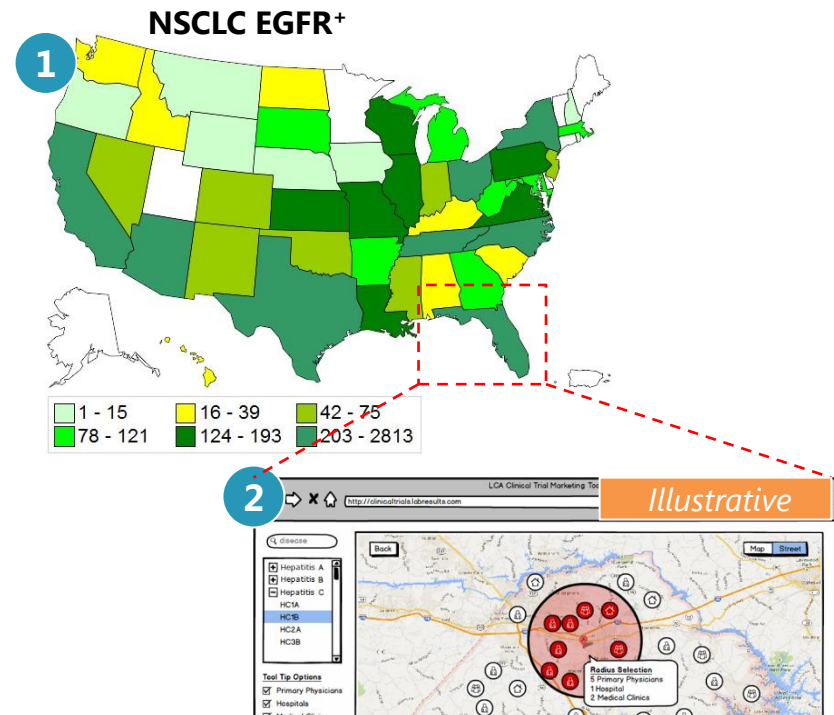 NSCLC EGFR+
1
1 - 15
16 - 39
42 - 75
78 - 121
124 - 193
203 - 2813
2
LCA Clinical Trial Marketing
http://clinicaltrials.labresults.com
Illustrative
disease
Back
Map
Street
Hepatitis A
Hepatitis B
Hepatitis C
HC1A
HC1B
HC2A
HC3B
Radius Selection
5 Primary Physicians
1 Hospital
2 Medical Clinics
Tool Tip Options
Primary Physicians
Hospitals